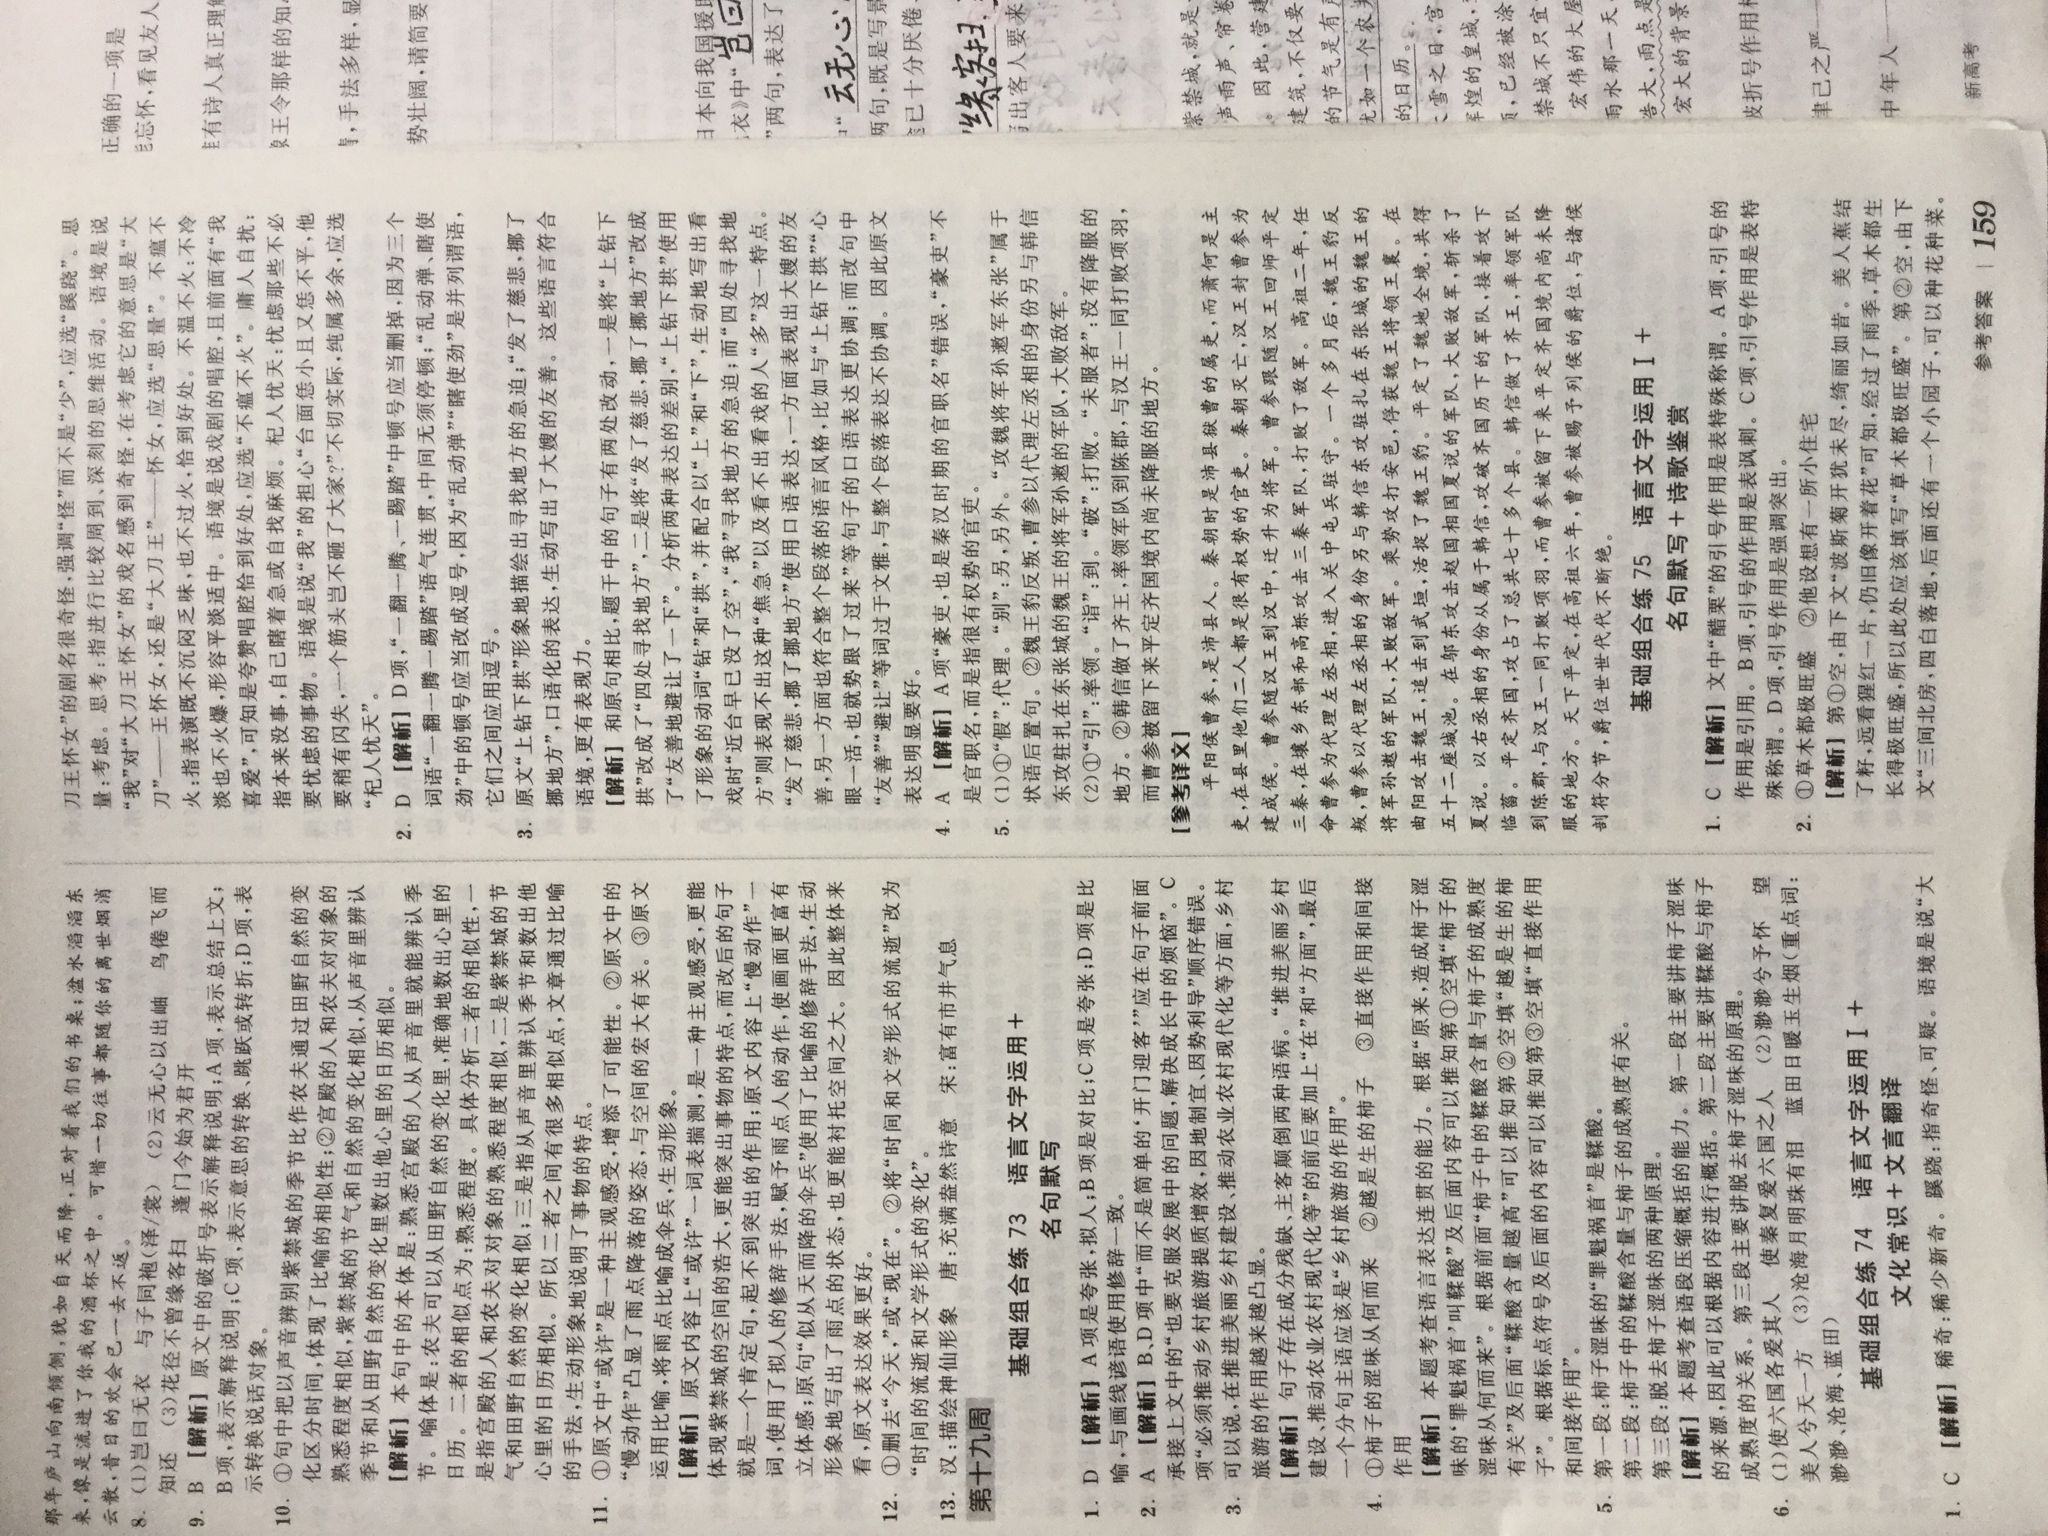 那年庐山向南倾倒,犹如自天而降,正对着我们的书桌;湓水滔滔东
来,像是流进了你我的酒杯之中。可惜一切往事都随你的离世烟消
云散,昔日的欢会已一去不返。
8. (1)岂曰无衣 与子同袍(泽/裳) (2)云无心以出岫 鸟倦飞而
知还 (3)花径不曾缘客扫 蓬门今始为君开
9. B 【解析】原文中的破折号表示解释说明;A项,表示总结上文;
B项,表示解释说明;C项,表示意思的转换、跳跃或转折;D项,表
示转换说话对象。
10. ①句中把以声音辨别紫禁城的季节比作农夫通过田野自然的变
化区分时间,体现了比喻的相似性;②宫殿的人和农夫对对象的
熟悉程度相似,紫禁城的节气和自然的变化相似,从声音里辨认
季节和从田野自然的变化里数出他心里的日历相似。
【解析】本句中的本体是:熟悉宫殿的人从声音里就能辨认季
节。喻体是:农夫可以从田野自然的变化里,准确地数出心里的
日历。二者的相似点为:熟悉程度。具体分析二者的相似性,一
是指宫殿的人和农夫对对象的熟悉程度相似,二是紫禁城的节
气和田野自然的变化相似;三是指从声音里辨认季节和数出他
心里的日历相似。所以二者之间有很多相似点,文章通过比喻
的手法,生动形象地说明了事物的特点。
11. ①原文中“或许”是一种主观感受,增添了可能性。②原文中的
“慢动作”凸显了雨点降落的姿态,与空间的宏大有关。③原文
运用比喻,将雨点比喻成伞兵,生动形象。
【解析】原文内容上“或许”一词表揣测,是一种主观感受,更能
体现紫禁城的空间的浩大,更能突出事物的特点,而改后的句子
就是一个肯定句,起不到突出的作用;原文内容上“慢动作”一
词,使用了拟人的修辞手法,赋予雨点人的动作,使画面更富有
立体感;原句“似从天而降的伞兵”使用了比喻的修辞手法,生动
形象地写出了雨点的状态,也更能衬托空间之大。因此整体来
看,原文表达效果更好。
12. ①删去“今天,”或“现在”。②将“时间和文学形式的流逝”改为
“时间的流逝和文学形式的变化”。
13. 汉:描绘神仙形象 唐:充满盎然诗意 宋:富有市井气息
第十九周
基础组合练73 语言文字运用+
名句默写
1. D 【解析】A项是夸张,拟人;B项是对比;C项是夸张;D项是比
喻,与画线谚语使用修辞一致。
2. A 【解析】B、D项中“而不是简单的‘开门迎客’”应在句子前面
承接上文中的“也要克服发展中的问题,解决成长中的烦恼”。C
项“必须推动乡村旅游提质增效,因地制宜、因势利导”顺序错误。
3. 可以说,在推进美丽乡村建设、推动农业农村现代化等方面,乡村
旅游的作用越来越凸显。
【解析】句子存在成分残缺、主客颠倒两种语病。“推进美丽乡村
建设、推动农业农村现代化等”的前后要加上“在”和“方面”,最后
一个分句主语应该是“乡村旅游的作用”。
4. ①柿子的涩味从何而来 ②越是生的柿子 ③直接作用和间接
作用
【解析】本题考查语言表达连贯的能力。根据“原来,造成柿子涩
味的‘罪魁祸首’叫鞣酸”及后面内容可以推知第①空填“柿子的
涩味从何而来”。根据前面“柿子中的鞣酸含量与柿子的成熟度
有关”及后面“鞣酸含量越高”可以推知第②空填“越是生的柿
子”。根据标点符号及后面的内容可以推知第③空填“直接作用
和间接作用”。
5. 第一段:柿子涩味的“罪魁祸首”是鞣酸。
第二段:柿子中的鞣酸含量与柿子的成熟度有关。
第三段:脱去柿子涩味的两种原理。
【解析】本题考查语段压缩概括的能力。第一段主要讲柿子涩味
的来源,因此可以根据内容进行概括。第二段主要讲鞣酸与柿子
成熟度的关系。第三段主要讲脱去柿子涩味的原理。
6. (1)使六国各爱其人 使秦复爱六国之人 (2)渺渺兮予怀 望
美人兮天一方 (3)沧海月明珠有泪 蓝田日暖玉生烟(重点词:
渺渺、沧海、蓝田)
基础组合练74 语言文字运用Ⅰ+
文化常识+文言翻译
1. C 【解析】稀奇:稀少新奇。蹊跷:指奇怪、可疑。语境是说“大
刀王怀女”的剧名很奇怪,强调“怪”而不是“少”,应选“蹊跷”。思
量:考虑。思考:指进行比较周到、深刻的思维活动。语境是说
“我”对“大刀王怀女”的戏名感到奇怪,在考虑它的意思是“大
刀”——王怀女,还是“大刀王”——怀女,应选“思量”。不瘟不
火:指表演既不沉闷乏味,也不过火,恰到好处。不温不火:不冷
淡也不火爆,形容平淡适中。语境是说戏剧的唱腔,且前面有“我
喜爱”,可知是夸赞唱腔恰到好处,应选“不瘟不火”。庸人自扰:
指本来没事,自己瞎着急或自找麻烦。杞人忧天:忧虑那些不必
要忧虑的事物。语境是说“我”的担心“台面恁小且又恁不平,他
要稍有闪失,一个筋头岂不砸了大家?”不切实际,纯属多余,应选
“杞人忧天”。
2. D 【解析】D项,“一翻一腾、一踢踏”中顿号应当删掉,因为三个
词语“一翻一腾一踢踏”语气连贯,中间无须停顿;“乱动弹、瞎使
劲”中的顿号应当改成逗号,因为“乱动弹”“瞎使劲”是并列谓语,
它们之间应用逗号。
3. 原文“上钻下拱”形象地描绘出寻找地方的急迫;“发了慈悲,挪了
挪地方”,口语化的表达,生动写出了大嫂的友善。这些语言符合
语境,更有表现力。
【解析】和原句相比,题干中的句子有两处改动,一是将“上钻下
拱”改成了“四处寻找地方”,二是将“发了慈悲,挪了挪地方”改成
了“友善地避让了一下”。分析两种表达的差别,“上钻下拱”使用
了形象的动词“钻”和“拱”,并配合以“上”和“下”,生动地写出看
戏时“近台早已没了空”,“我”寻找地方的急迫;而“四处寻找地
方”则表现不出这种“焦急”以及看不出看戏的人“多”这一特点。
“发了慈悲,挪了挪地方”使用口语表达,一方面表现出大嫂的友
善,另一方面也符合整个段落的语言风格,比如与“上钻下拱”“心
眼一活,也就势跟了过来”等句子的口语表达更协调;而改句中
“友善”“避让”等词过于文雅,与整个段落表达不协调。因此原文
表达明显要好。
4. A 【解析】A项“豪吏,也是秦汉时期的官职名”错误,“豪吏”不
是官职名,而是指很有权势的官吏。
5. (1)①“假”:代理。“别”:另,另外。“攻魏将军孙遬军东张”属于
状语后置句。②魏王豹反叛,曹参以代理左丞相的身份另与韩信
东攻驻扎在东张城的魏王的将军孙遬的军队,大败敌军。
(2)①“引”:率领。“诣”:到。“破”:打败。“未服者”:没有降服的
地方。②韩信做了齐王,率领军队到陈郡,与汉王一同打败项羽,
而曹参被留下来平定齐国境内尚未降服的地方。
【参考译文】
平阳侯曹参,是沛县人。秦朝时是沛县狱曹的属吏,而萧何是主
吏,在县里他们二人都是很有权势的官吏。秦朝灭亡,汉王封曹参为
建成侯。曹参随汉王到汉中,迁升为将军。曹参跟随汉王回师平定
三秦,在壤乡东部和高栎攻击三秦军队,打败了敌军。高祖二年,任
命曹参为代理左丞相,进入关中屯兵驻守。一个多月后,魏王豹反
叛,曹参以代理左丞相的身份另与韩信东攻驻扎在东张城的魏王的
将军孙遬的军队,大败敌军。乘势攻打安邑,俘获魏王将领王襄。在
曲阳攻击魏王,追击到武垣,活捉了魏王豹。平定了魏地全境,共得
五十二座城池。在邬东攻击赵国相国夏说的军队,大败敌军,斩杀了
夏说。以右丞相的身份从属于韩信,攻破齐国历下的军队,接着攻下
临菑。平定齐国,攻占了总共七十多个县。韩信做了齐王,率领军队
到陈郡,与汉王一同打败项羽,而曹参被留下来平定齐国境内尚未降
服的地方。天下平定,在高祖六年,曹参被赐予列侯的爵位,与诸侯
剖符分节,爵位世世代代不断绝。
基础组合练75 语言文字运用Ⅰ+
名句默写+诗歌鉴赏
1. C 【解析】文中“醋栗”的引号作用是表特殊称谓。A项,引号的
作用是引用。B项,引号的作用是表讽刺。C项,引号作用是表特
殊称谓。D项,引号作用是强调突出。
2. ①草木都极旺盛 ②他设想有一所小住宅
【解析】第①空,由下文“波斯菊开犹未尽,绮丽如昔。美人蕉结
了籽,远看猩红一片,仍旧像开着花”可知,经过了雨季,草木都生
长得极旺盛,所以此处应该填写“草木都极旺盛”。第②空,由下
文“三间北房,四白落地,后面还有一个小园子,可以种花种菜。
参考答案 159
正确的一项是
忘怀,看见友人
有诗人真正理解
王令那样的知
,手法多样,显
势壮阔,请简要
日本向我国援
衣》中“岂曰
”两句,表达了
“云无心
两句,既是写景
已十分厌倦
缘客扫
出客人要来
紫禁城,就是
声雨声、帘卷
。因此,营建
建筑,不仅要
的节气是有声
犹如一个农夫
的日历。
大雪之日,宫
辉煌的皇城,
,已经被涂
禁城不只宜
宏伟的大屋
雨水那一天
浩大,雨点是
宏大的背景
破折号作用
律己之严——
中年人——
新高考